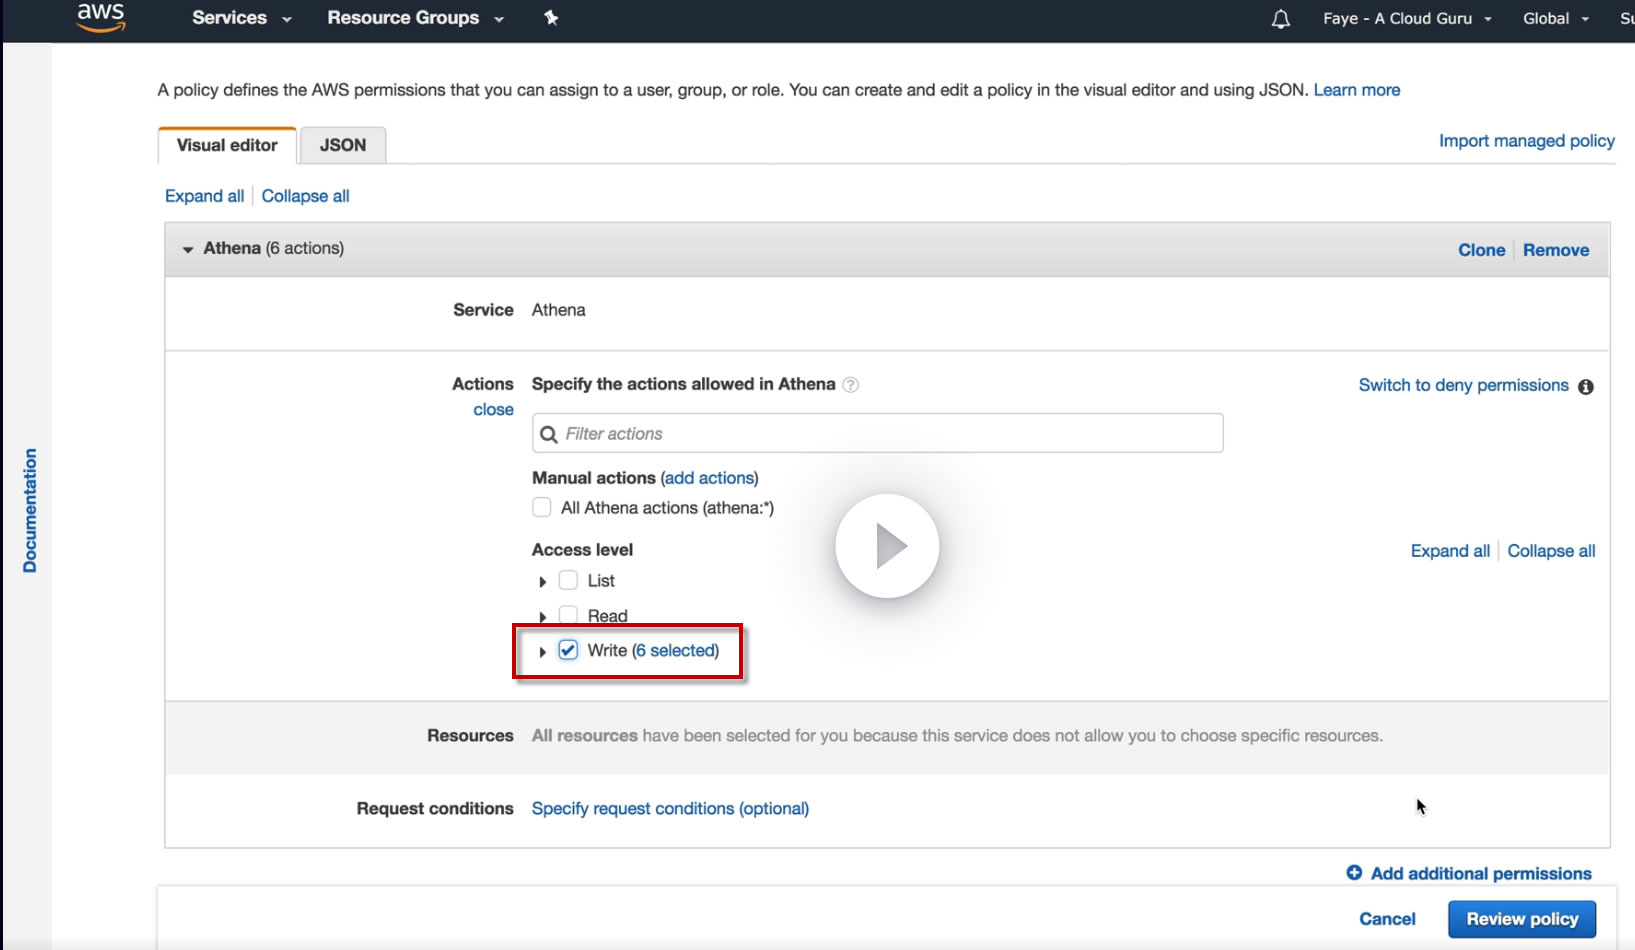 aws Services Resource Groups Faye - A Cloud Guru Global Su
A policy defines the AWS permissions that you can assign to a user, group, or role. You can create and edit a policy in the visual editor and using JSON. Learn more
Visual editor JSON Import managed policy
Expand all Collapse all
Athena (6 actions) Clone Remove
Service Athena
Actions Specify the actions allowed in Athena ? Switch to deny permissions i
close
Filter actions
Manual actions (add actions)
All Athena actions (athena:*)
Access level Expand all Collapse all
List
Read
Write (6 selected)
Documentation
Resources All resources have been selected for you because this service does not allow you to choose specific resources.
Request conditions Specify request conditions (optional)
Add additional permissions
Cancel Review policy